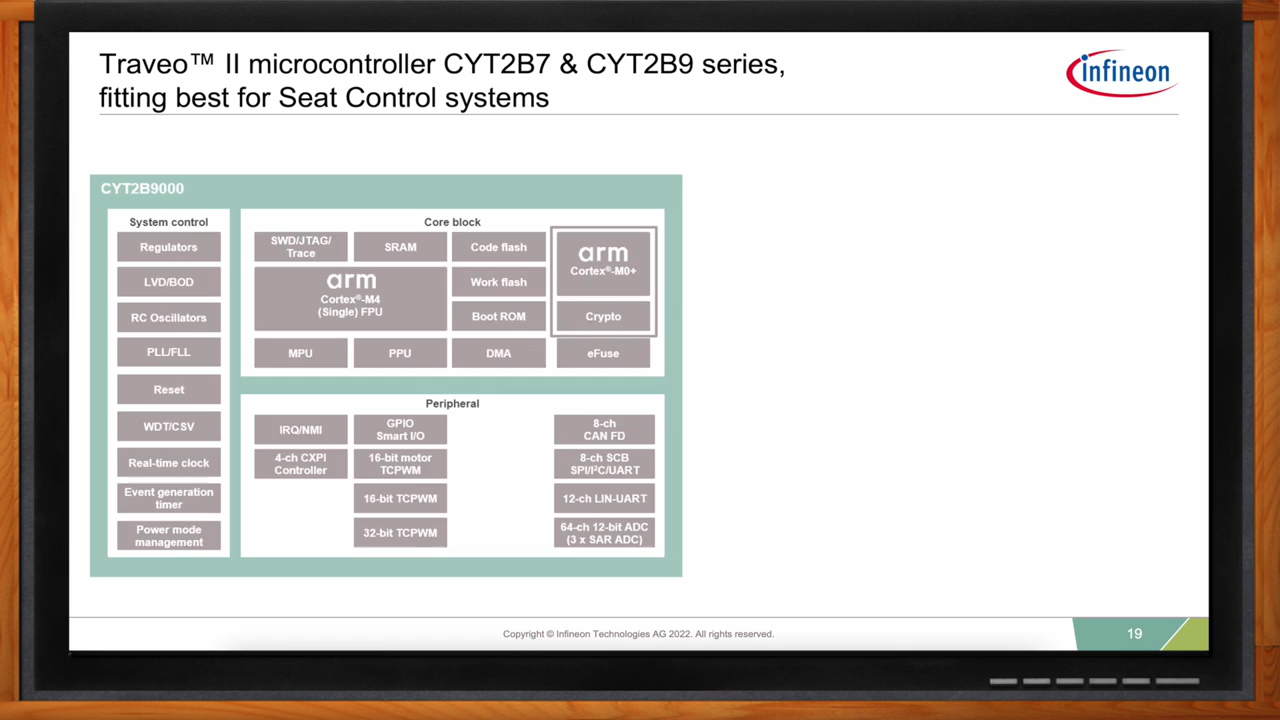 Traveo™ II microcontroller CYT2B7 & CYT2B9 series,
fitting best for Seat Control systems
infineon
CYT2B9000
System control
Regulators
LVD/BOD
RC Oscillators
PLL/FLL
Reset
WDT/CSV
Real-time clock
Event generation
timer
Power mode
management
Core block
SWD/JTAG/
Trace
SRAM
Code flash
arm
Cortex®-M0+
arm
Cortex®-M4
(Single) FPU
Work flash
Boot ROM
Crypto
MPU
PPU
DMA
eFuse
Peripheral
IRQ/NMI
GPIO
Smart I/O
8-ch
CAN FD
4-ch CXPI
Controller
16-bit motor
TCPWM
8-ch SCB
SPI/I²C/UART
16-bit TCPWM
12-ch LIN-UART
32-bit TCPWM
64-ch 12-bit ADC
(3 x SAR ADC)
Copyright © Infineon Technologies AG 2022. All rights reserved.
19